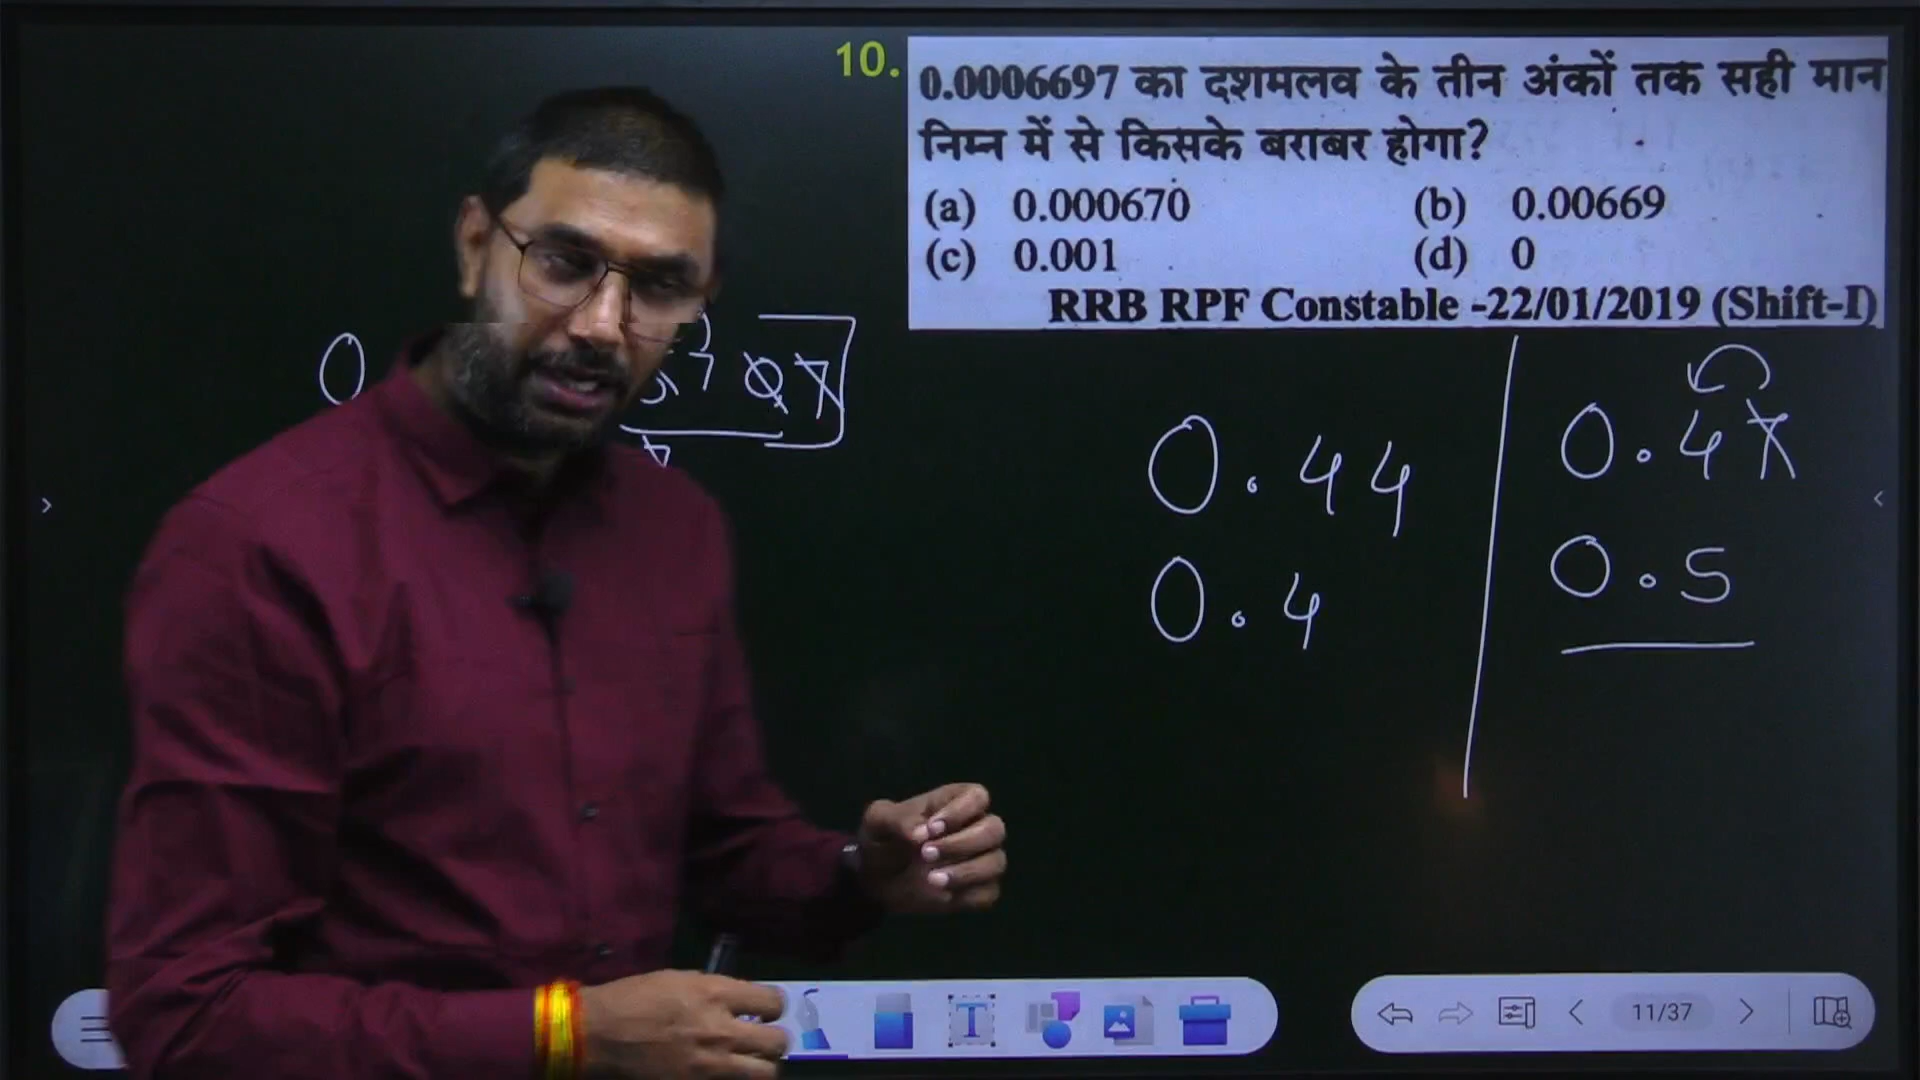 10.
0.0006697 का दशमलव के तीन अंकों तक सही मान
निम्न में से किसके बराबर होगा?
(a) 0.000670 (b) 0.00669
(c) 0.001 (d) 0
RRB RPF Constable -22/01/2019 (Shift-I)
0
0.44
0.4
0.47
0.5
T
11/37